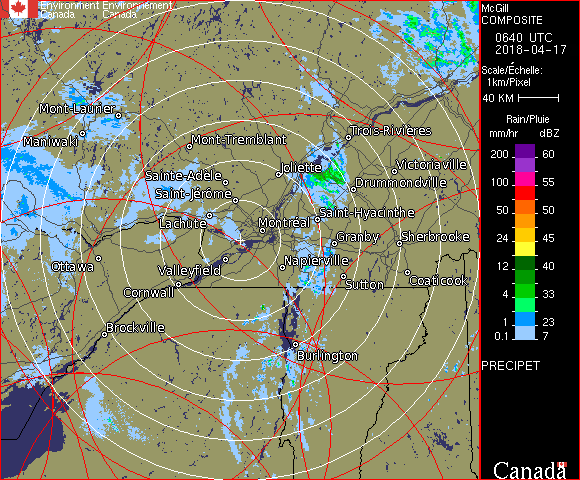 Environment Environnement
Canada Canada
McGill
COMPOSITE
0640 UTC
2018-04-17
Scale/Échelle:
1km/Pixel
40 KM
Rain/Pluie
mm/hr dBZ
200 60
100 55
50 50
24 45
12 40
4 33
1 23
0.1 7
PRECIPET
Canada
Mont-Laurier
Maniwaki
Mont-Tremblant
Trois-Rivières
Sainte-Adèle
Joliette
Victoriaville
Drummondville
Saint-Jérôme
Lachute
Saint-Hyacinthe
Montréal
Granby
Sherbrooke
Ottawa
Valleyfield
Napierville
Cornwall
Sutton
Coaticook
Brockville
Burlington